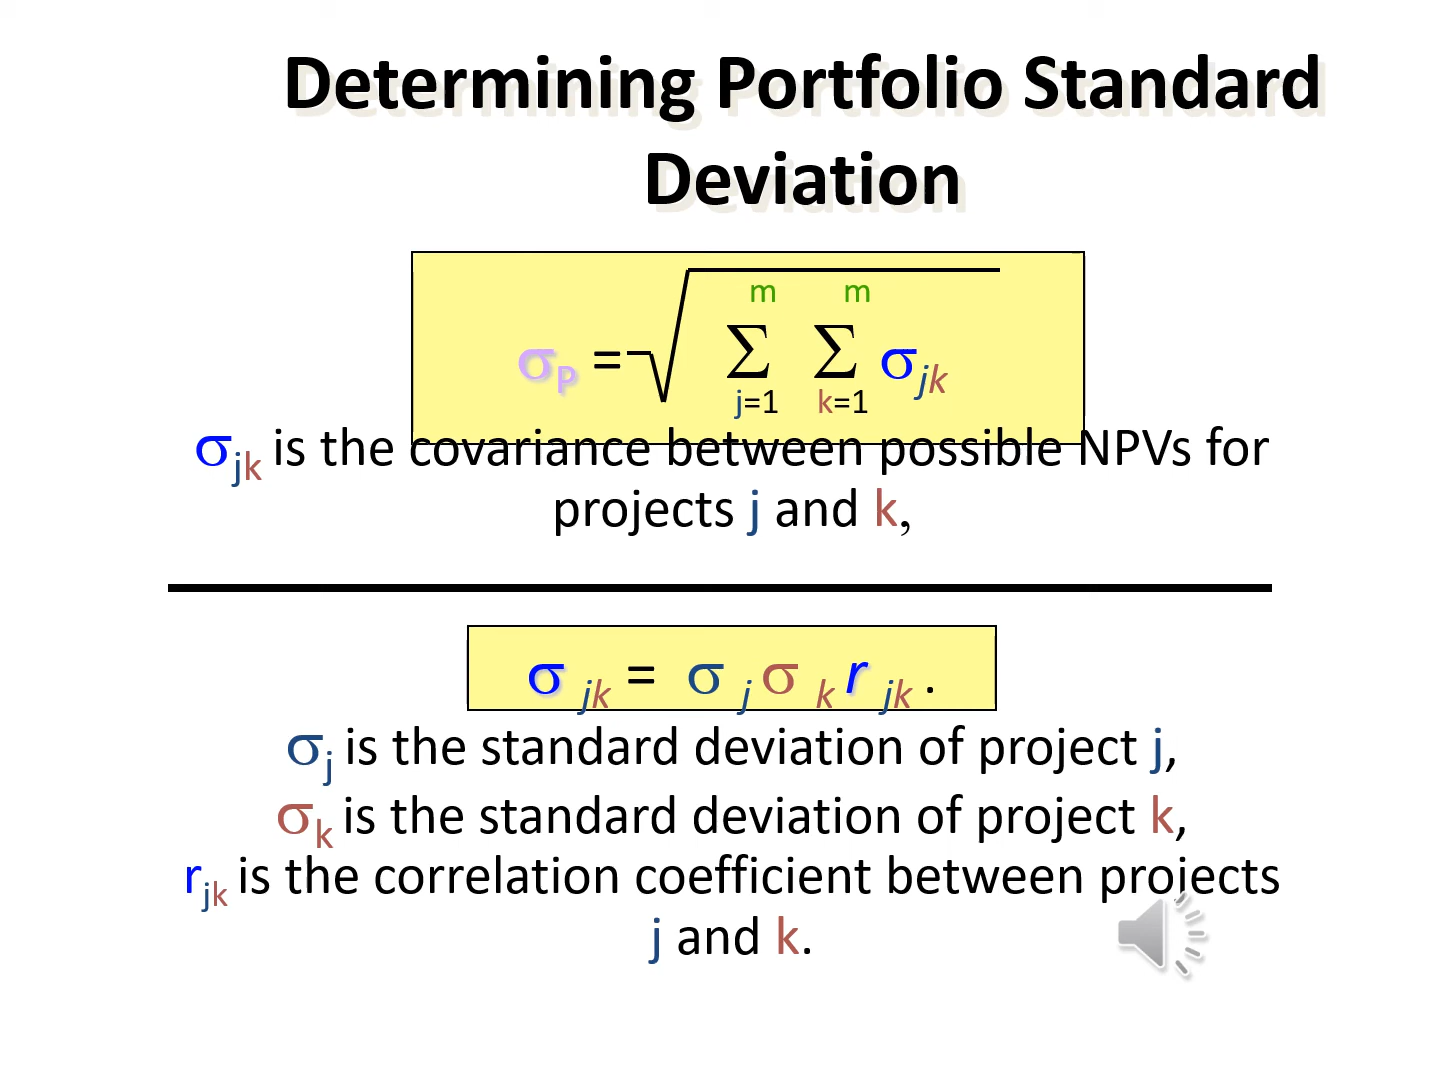 Determining Portfolio Standard
Deviation
m m
σP = √ Σ Σ σjk
j=1 k=1
σjk is the covariance between possible NPVs for
projects j and k,
σ jk = σ j σ k r jk .
σj is the standard deviation of project j,
σk is the standard deviation of project k,
rjk is the correlation coefficient between projects
j and k.